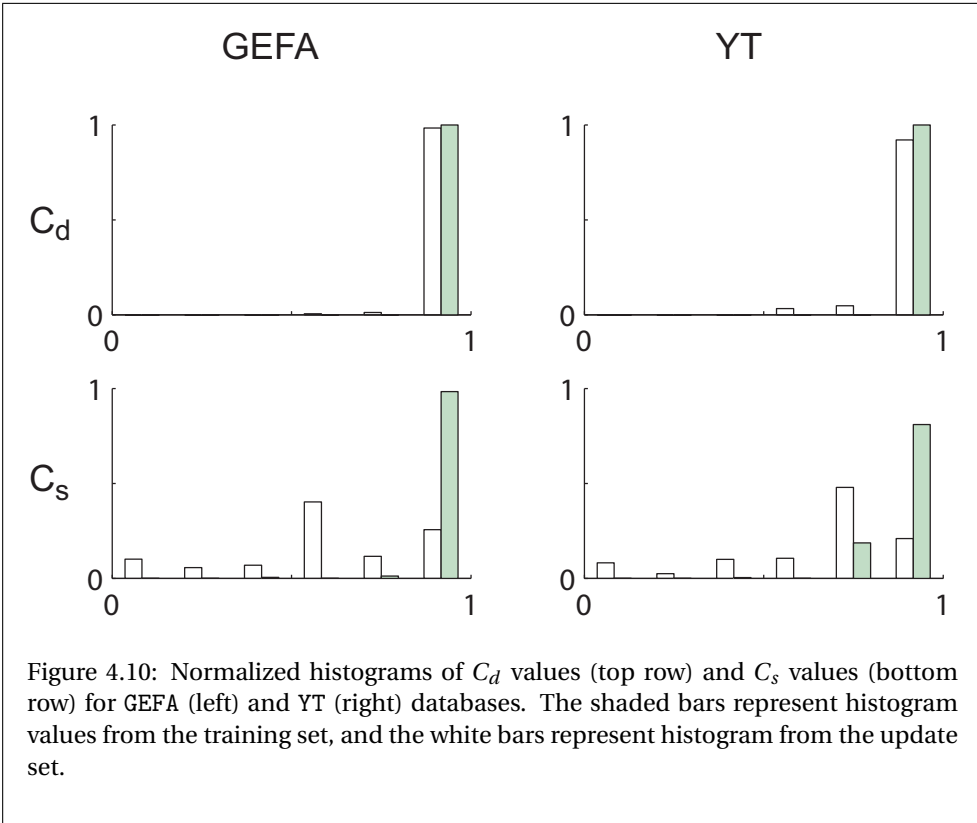 GEFA YT
1 1
C_d
0 0
0 1 0 1
1 1
C_s
0 0
0 1 0 1
Figure 4.10: Normalized histograms of C_d values (top row) and C_s values (bottom
row) for GEFA (left) and YT (right) databases. The shaded bars represent histogram
values from the training set, and the white bars represent histogram from the update
set.